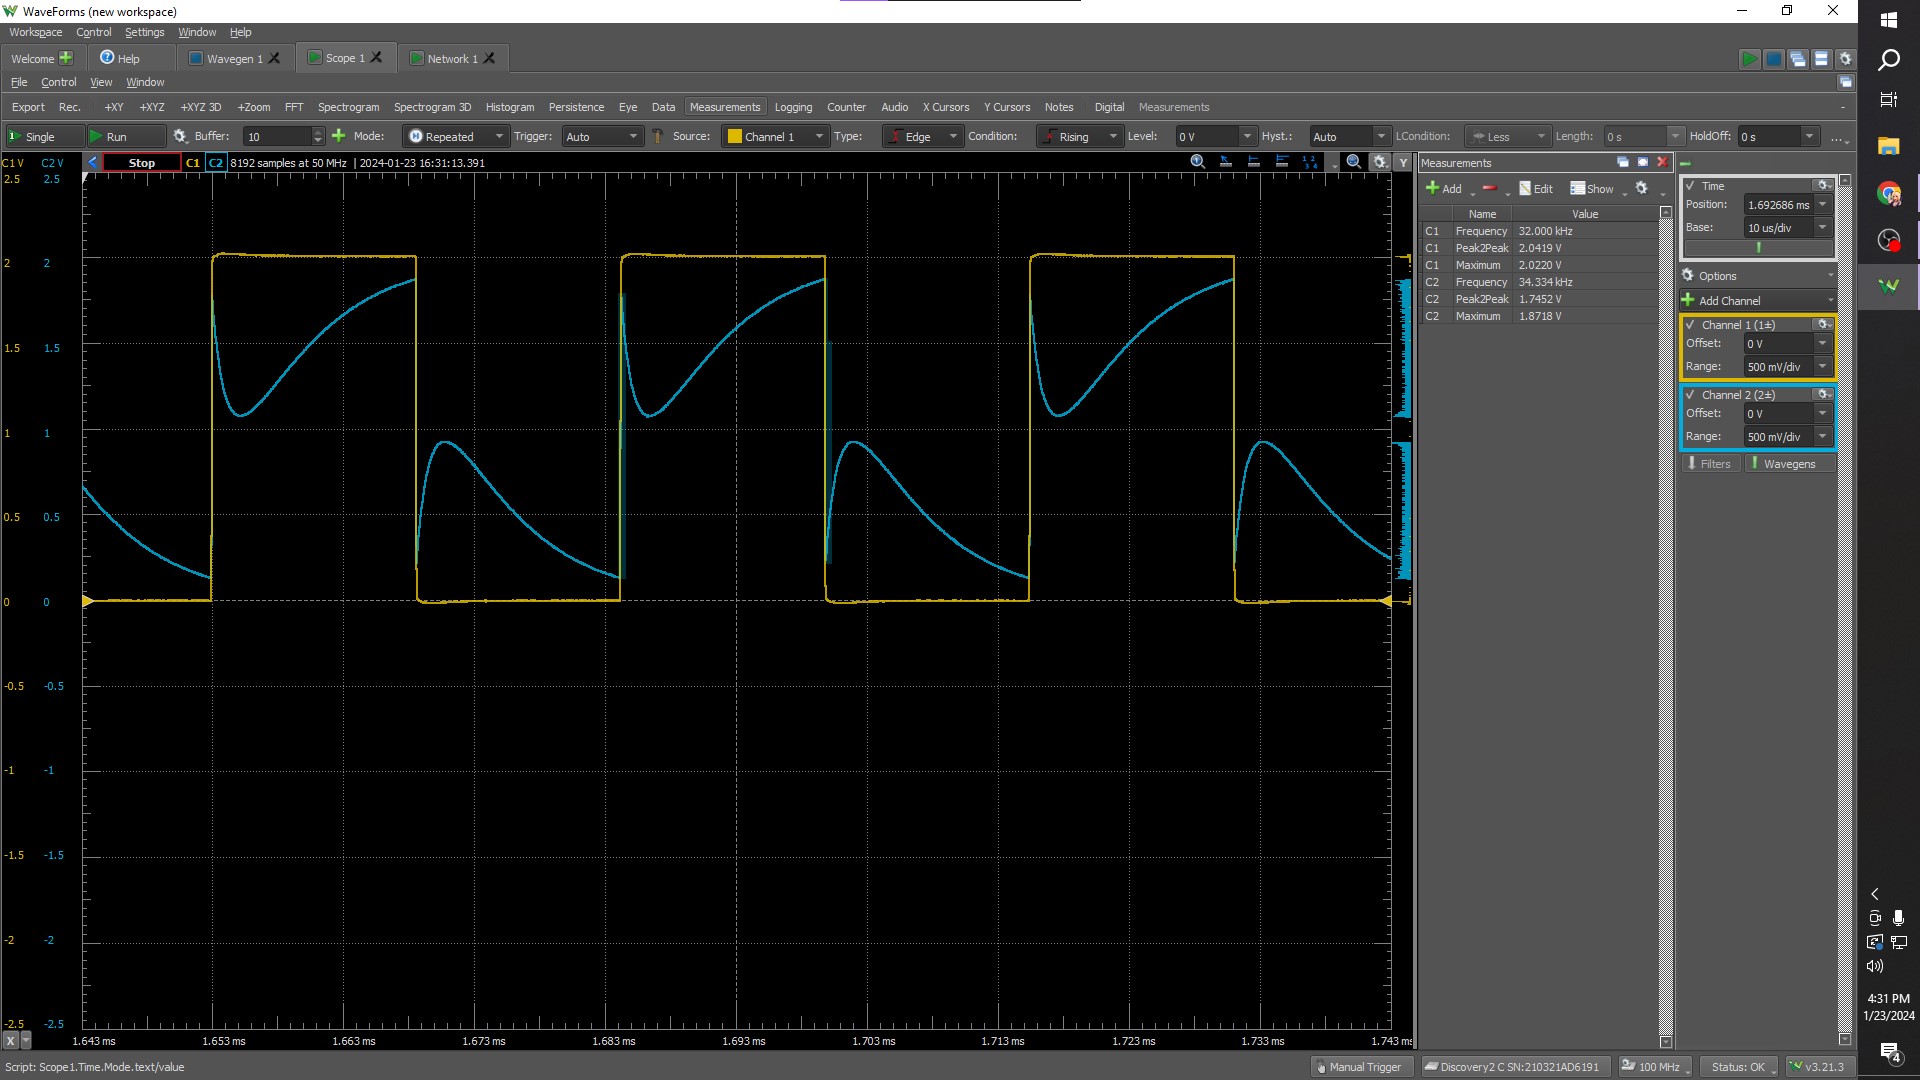 WaveForms (new workspace)
Workspace Control Settings Window Help
Welcome Help Wavegen 1 Scope 1 Network 1
File Control View Window
Export Rec. +XY +XYZ +XYZ 3D +Zoom FFT Spectrogram Spectrogram 3D Histogram Persistence Eye Data Measurements Logging Counter Audio X Cursors Y Cursors Notes Digital Measurements -
Single Run Buffer: 10 Mode: Repeated Trigger: Auto Source: Channel 1 Type: Edge Condition: Rising Level: 0 V Hyst.: Auto LCondition: Less Length: 0 s HoldOff: 0 s ...
C1 V C2 V Stop C1 C2 8192 samples at 50 MHz | 2024-01-23 16:31:13.391 Y
2.5 2.5
2 2
1.5 1.5
1 1
0.5 0.5
0 0
-0.5 -0.5
-1 -1
-1.5 -1.5
-2 -2
-2.5 -2.5
X 1.643 ms 1.653 ms 1.663 ms 1.673 ms 1.683 ms 1.693 ms 1.703 ms 1.713 ms 1.723 ms 1.733 ms 1.743 ms
Measurements
Add Edit Show
Name Value
C1 Frequency 32.000 kHz
C1 Peak2Peak 2.0419 V
C1 Maximum 2.0220 V
C2 Frequency 34.334 kHz
C2 Peak2Peak 1.7452 V
C2 Maximum 1.8718 V
Time
Position: 1.692686 ms
Base: 10 us/div
Options
Add Channel
Channel 1 (1±)
Offset: 0 V
Range: 500 mV/div
Channel 2 (2±)
Offset: 0 V
Range: 500 mV/div
Filters Wavegens
Script: Scope1.Time.Mode.text/value
Manual Trigger Discovery2 C SN:210321AD6191 100 MHz Status: OK v3.21.3
4:31 PM
1/23/2024
4